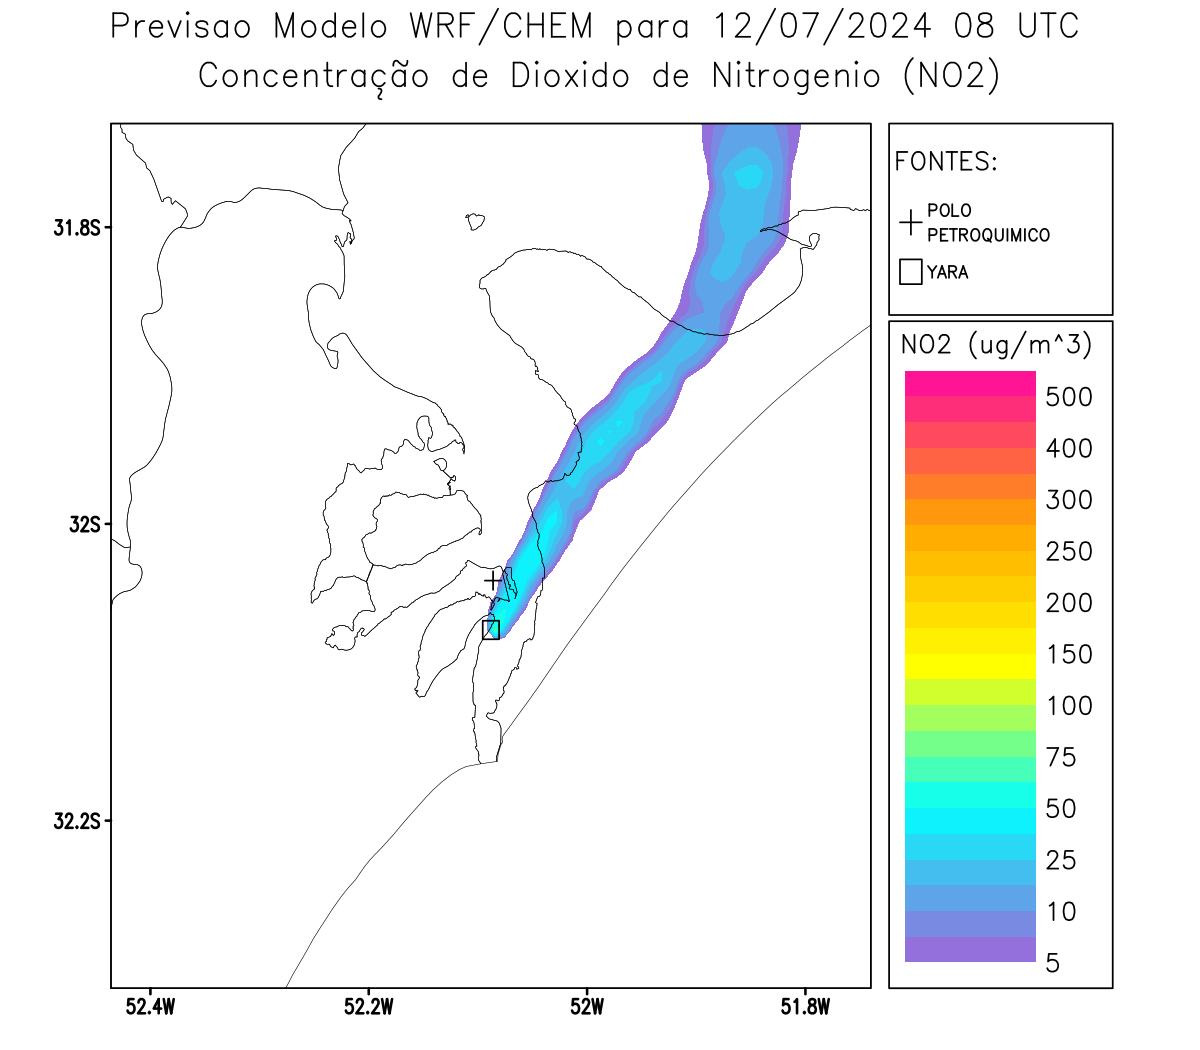 Previsao Modelo WRF/CHEM para 12/07/2024 08 UTC
Concentração de Dioxido de Nitrogenio (NO2)
FONTES:
POLO
PETROQUIMICO
YARA
31.8S
32S
32.2S
52.4W
52.2W
52W
51.8W
NO2 (ug/m^3)
500
400
300
250
200
150
100
75
50
25
10
5